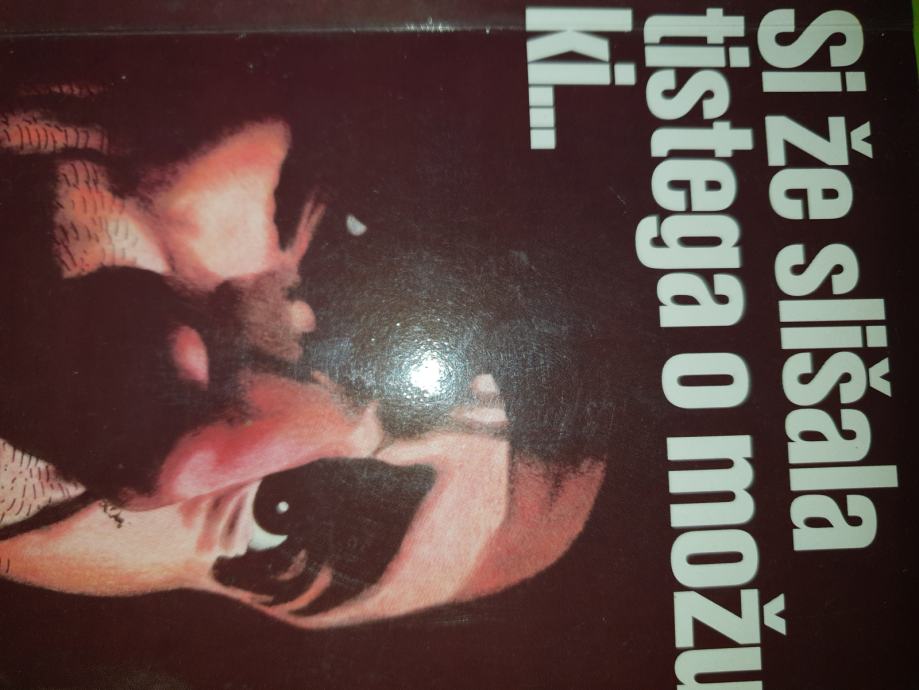 Si že slišala
tistega o možu
ki...